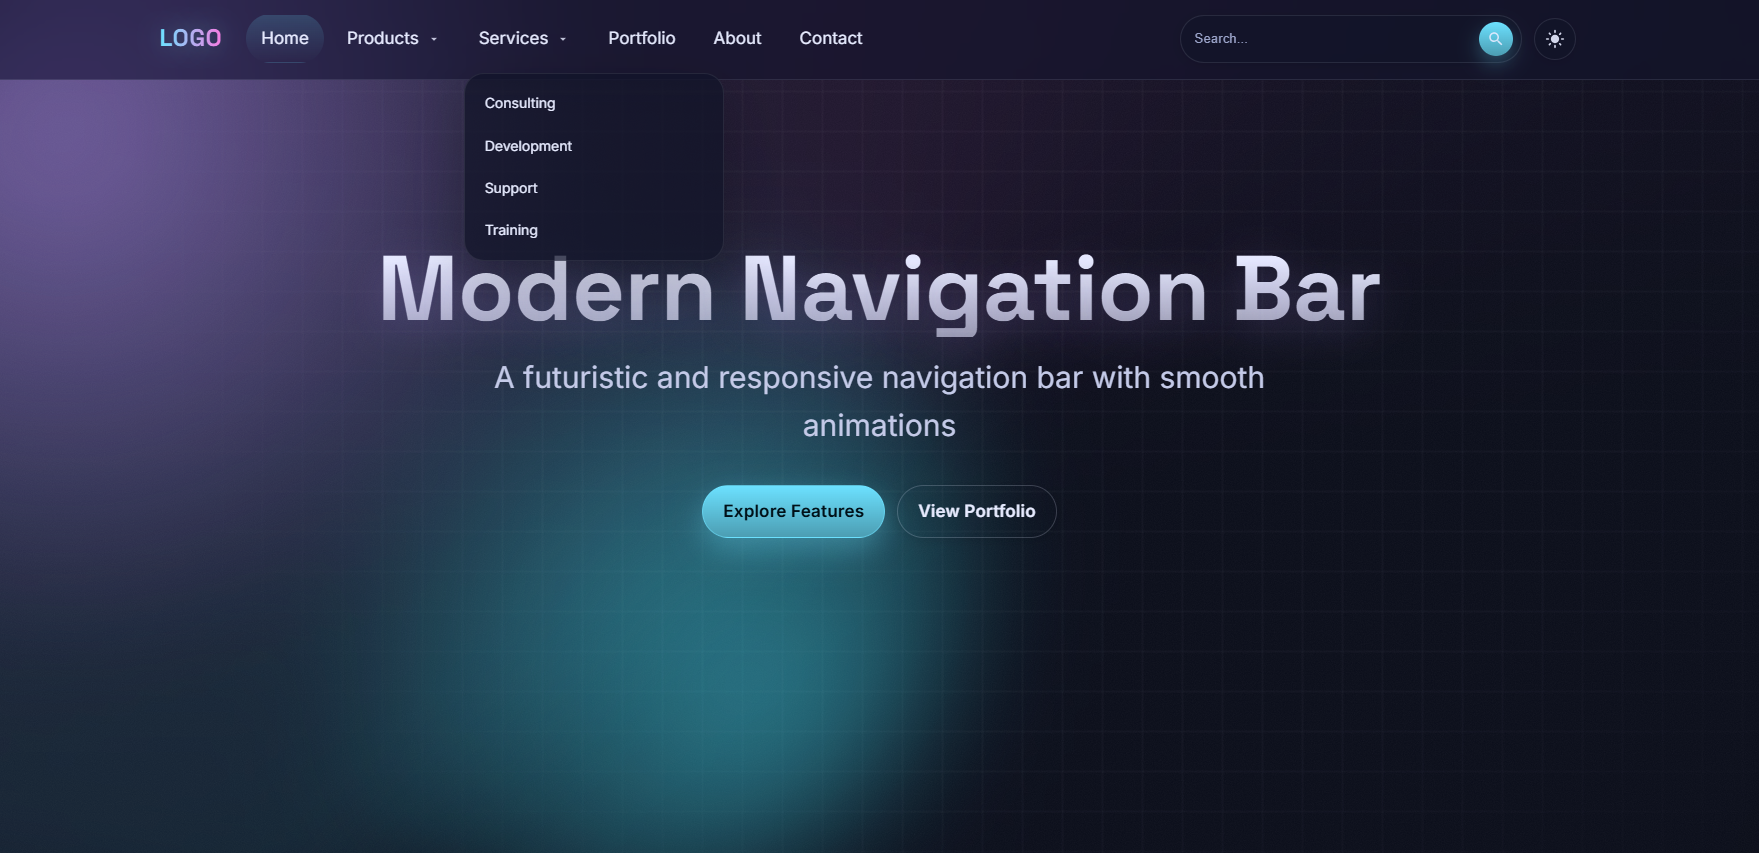 LOGO Home Products Services Portfolio About Contact Search...
Consulting
Development
Support
Training
Modern Navigation Bar
A futuristic and responsive navigation bar with smooth
animations
Explore Features View Portfolio